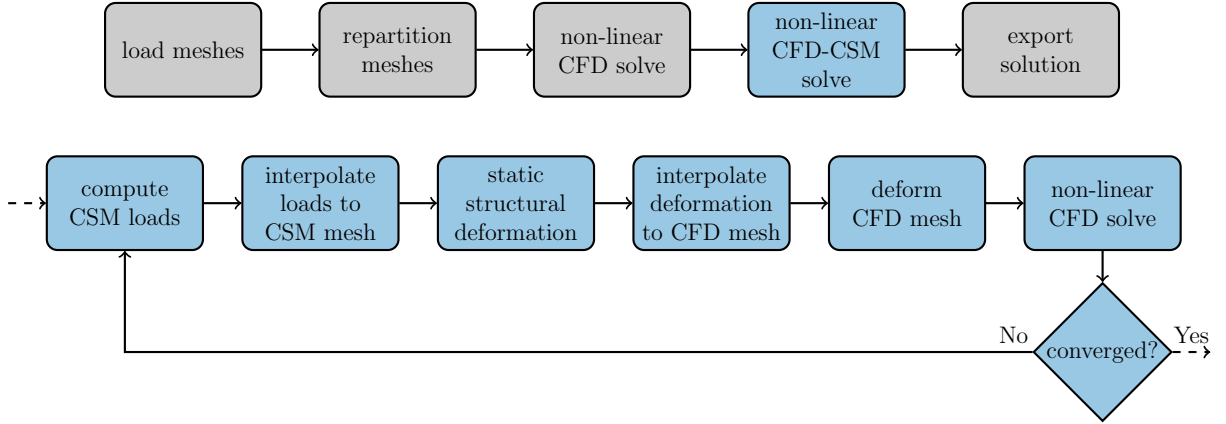 load meshes
repartition
meshes
non-linear
CFD solve
non-linear
CFD-CSM
solve
export
solution
compute
CSM loads
interpolate
loads to
CSM mesh
static
structural
deformation
interpolate
deformation
to CFD mesh
deform
CFD mesh
non-linear
CFD solve
No
converged?
Yes